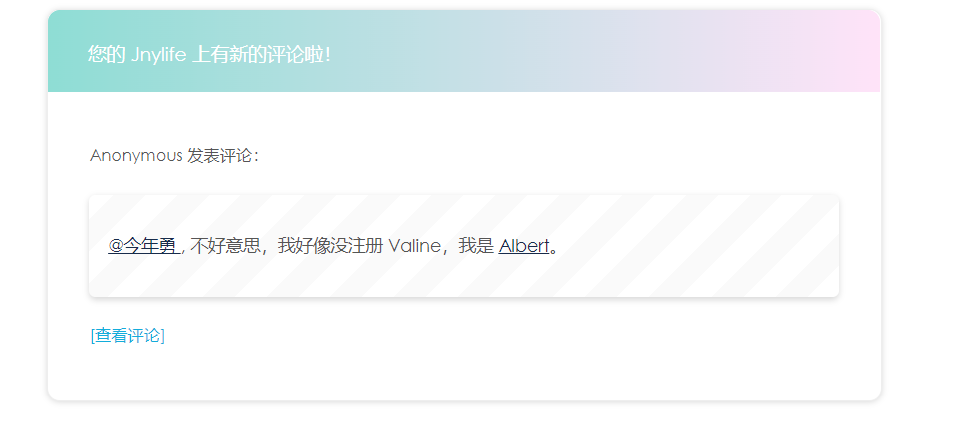 您的 Jnylife 上有新的评论啦！
Anonymous 发表评论：
@今年勇 , 不好意思，我好像没注册 Valine，我是 Albert。
[查看评论]